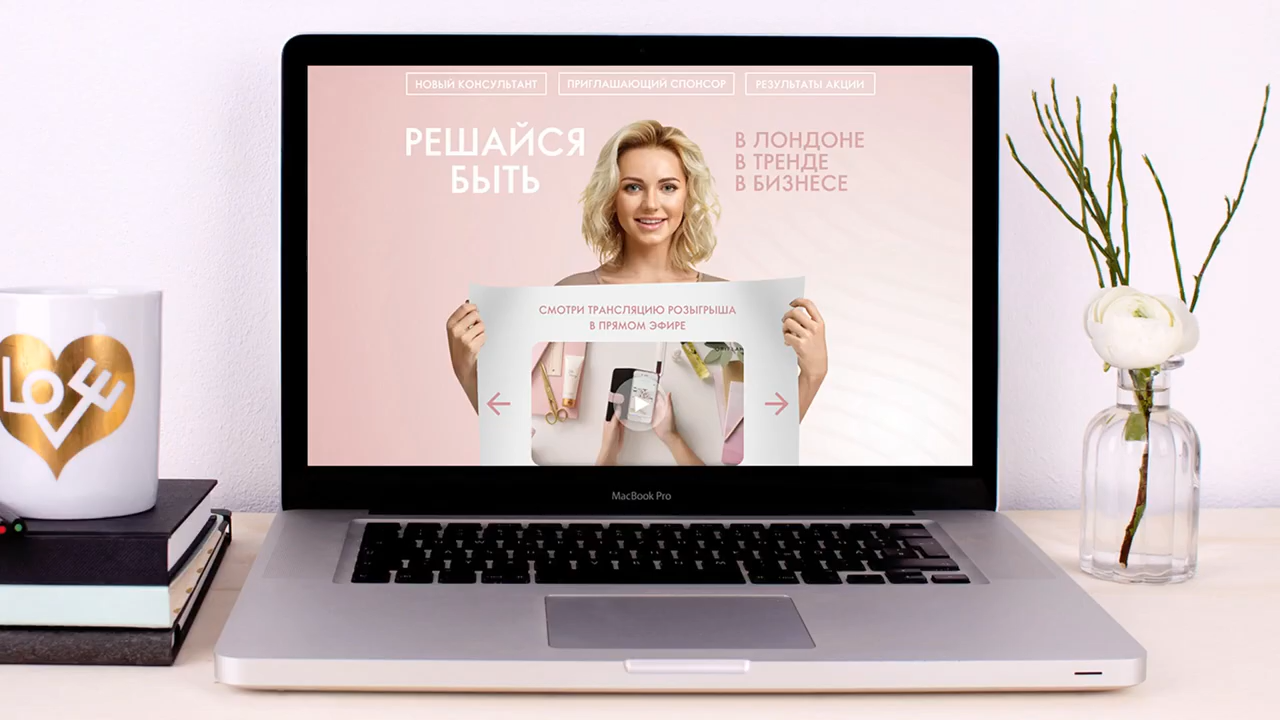 НОВЫЙ КОНСУЛЬТАНТ
ПРИГЛАШАЮЩИЙ СПОНСОР
РЕЗУЛЬТАТЫ АКЦИИ
РЕШАЙСЯ
БЫТЬ
В ЛОНДОНЕ
В ТРЕНДЕ
В БИЗНЕСЕ
СМОТРИ ТРАНСЛЯЦИЮ РОЗЫГРЫША
В ПРЯМОМ ЭФИРЕ
LOVE
MacBook Pro